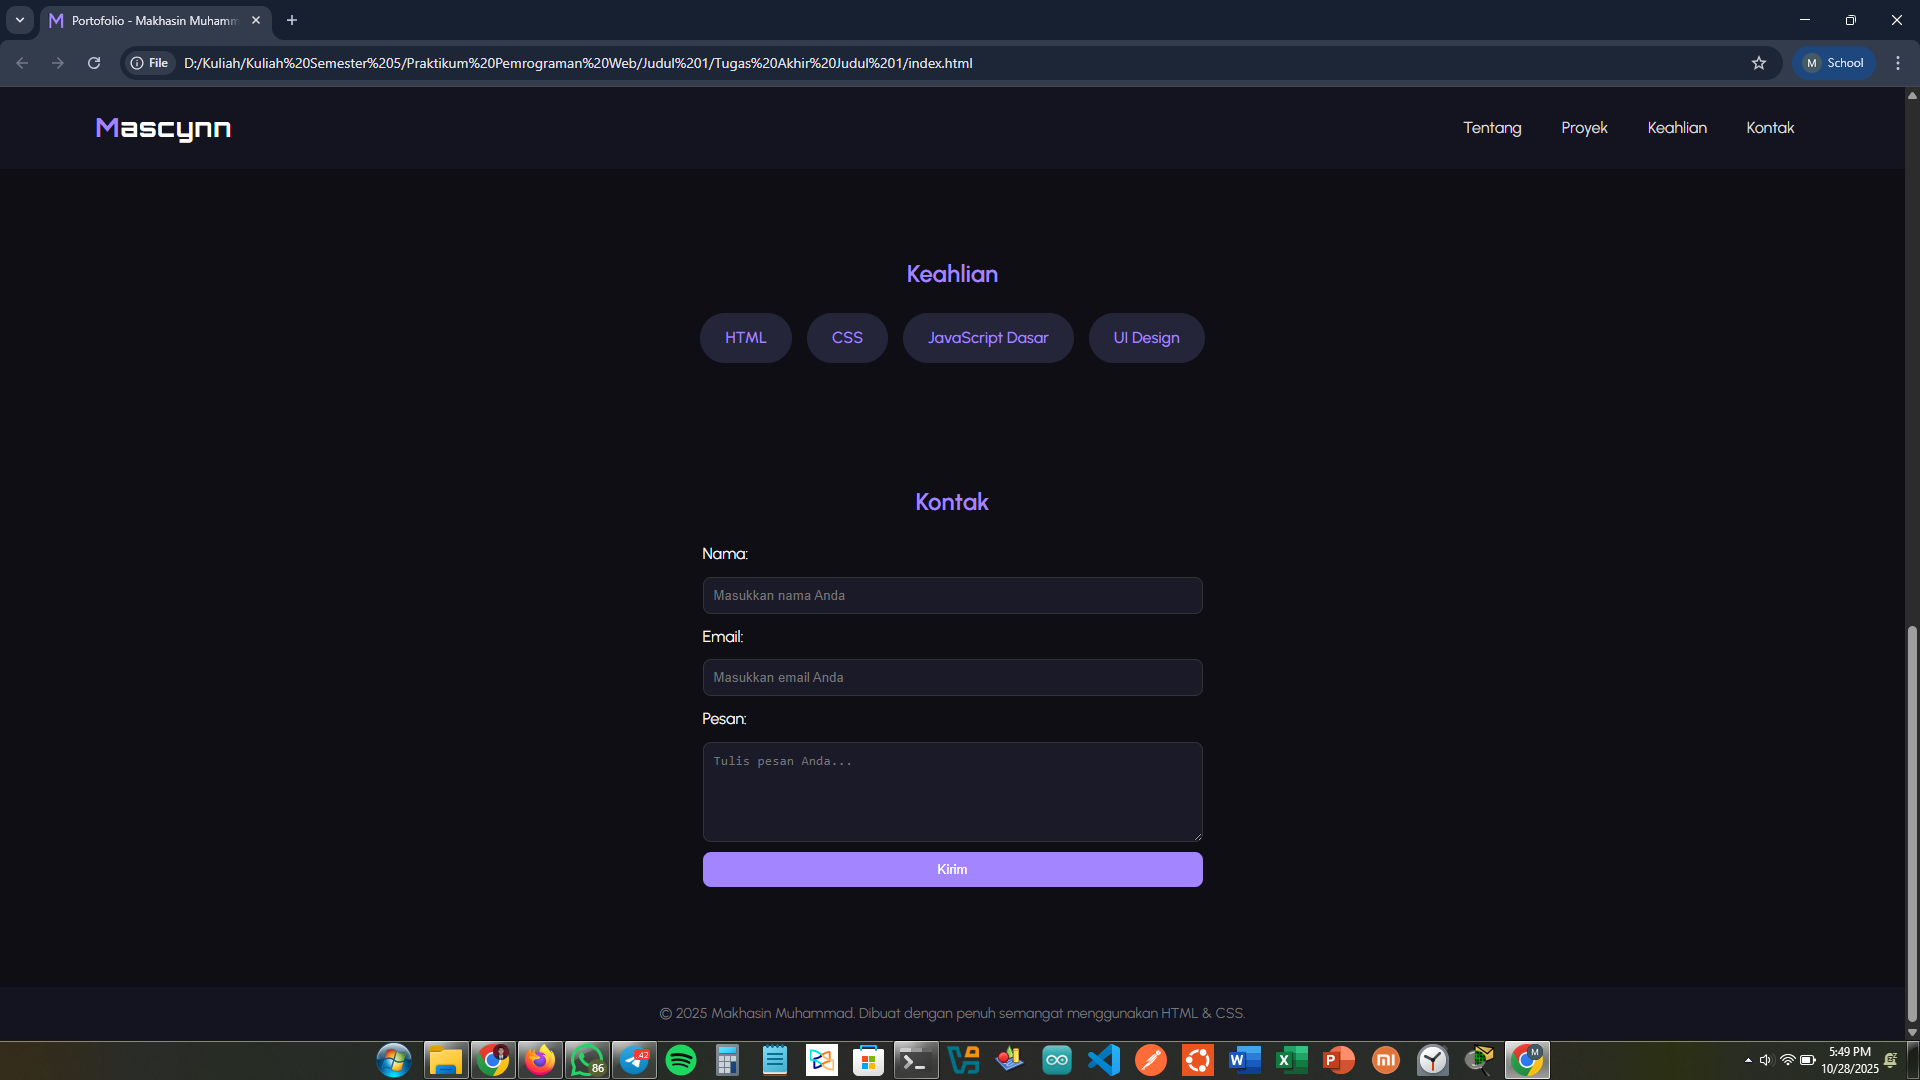 Portofolio - Makhasin Muhamm
File
D:/Kuliah/Kuliah%20Semester%205/Praktikum%20Pemrograman%20Web/Judul%201/Tugas%20Akhir%20Judul%201/index.html
M School
Mascynn
Tentang Proyek Keahlian Kontak
Keahlian
HTML CSS JavaScript Dasar UI Design
Kontak
Nama:
Masukkan nama Anda
Email:
Masukkan email Anda
Pesan:
Tulis pesan Anda...
Kirim
© 2025 Makhasin Muhammad. Dibuat dengan penuh semangat menggunakan HTML & CSS.
86
42
5:49 PM
10/28/2025